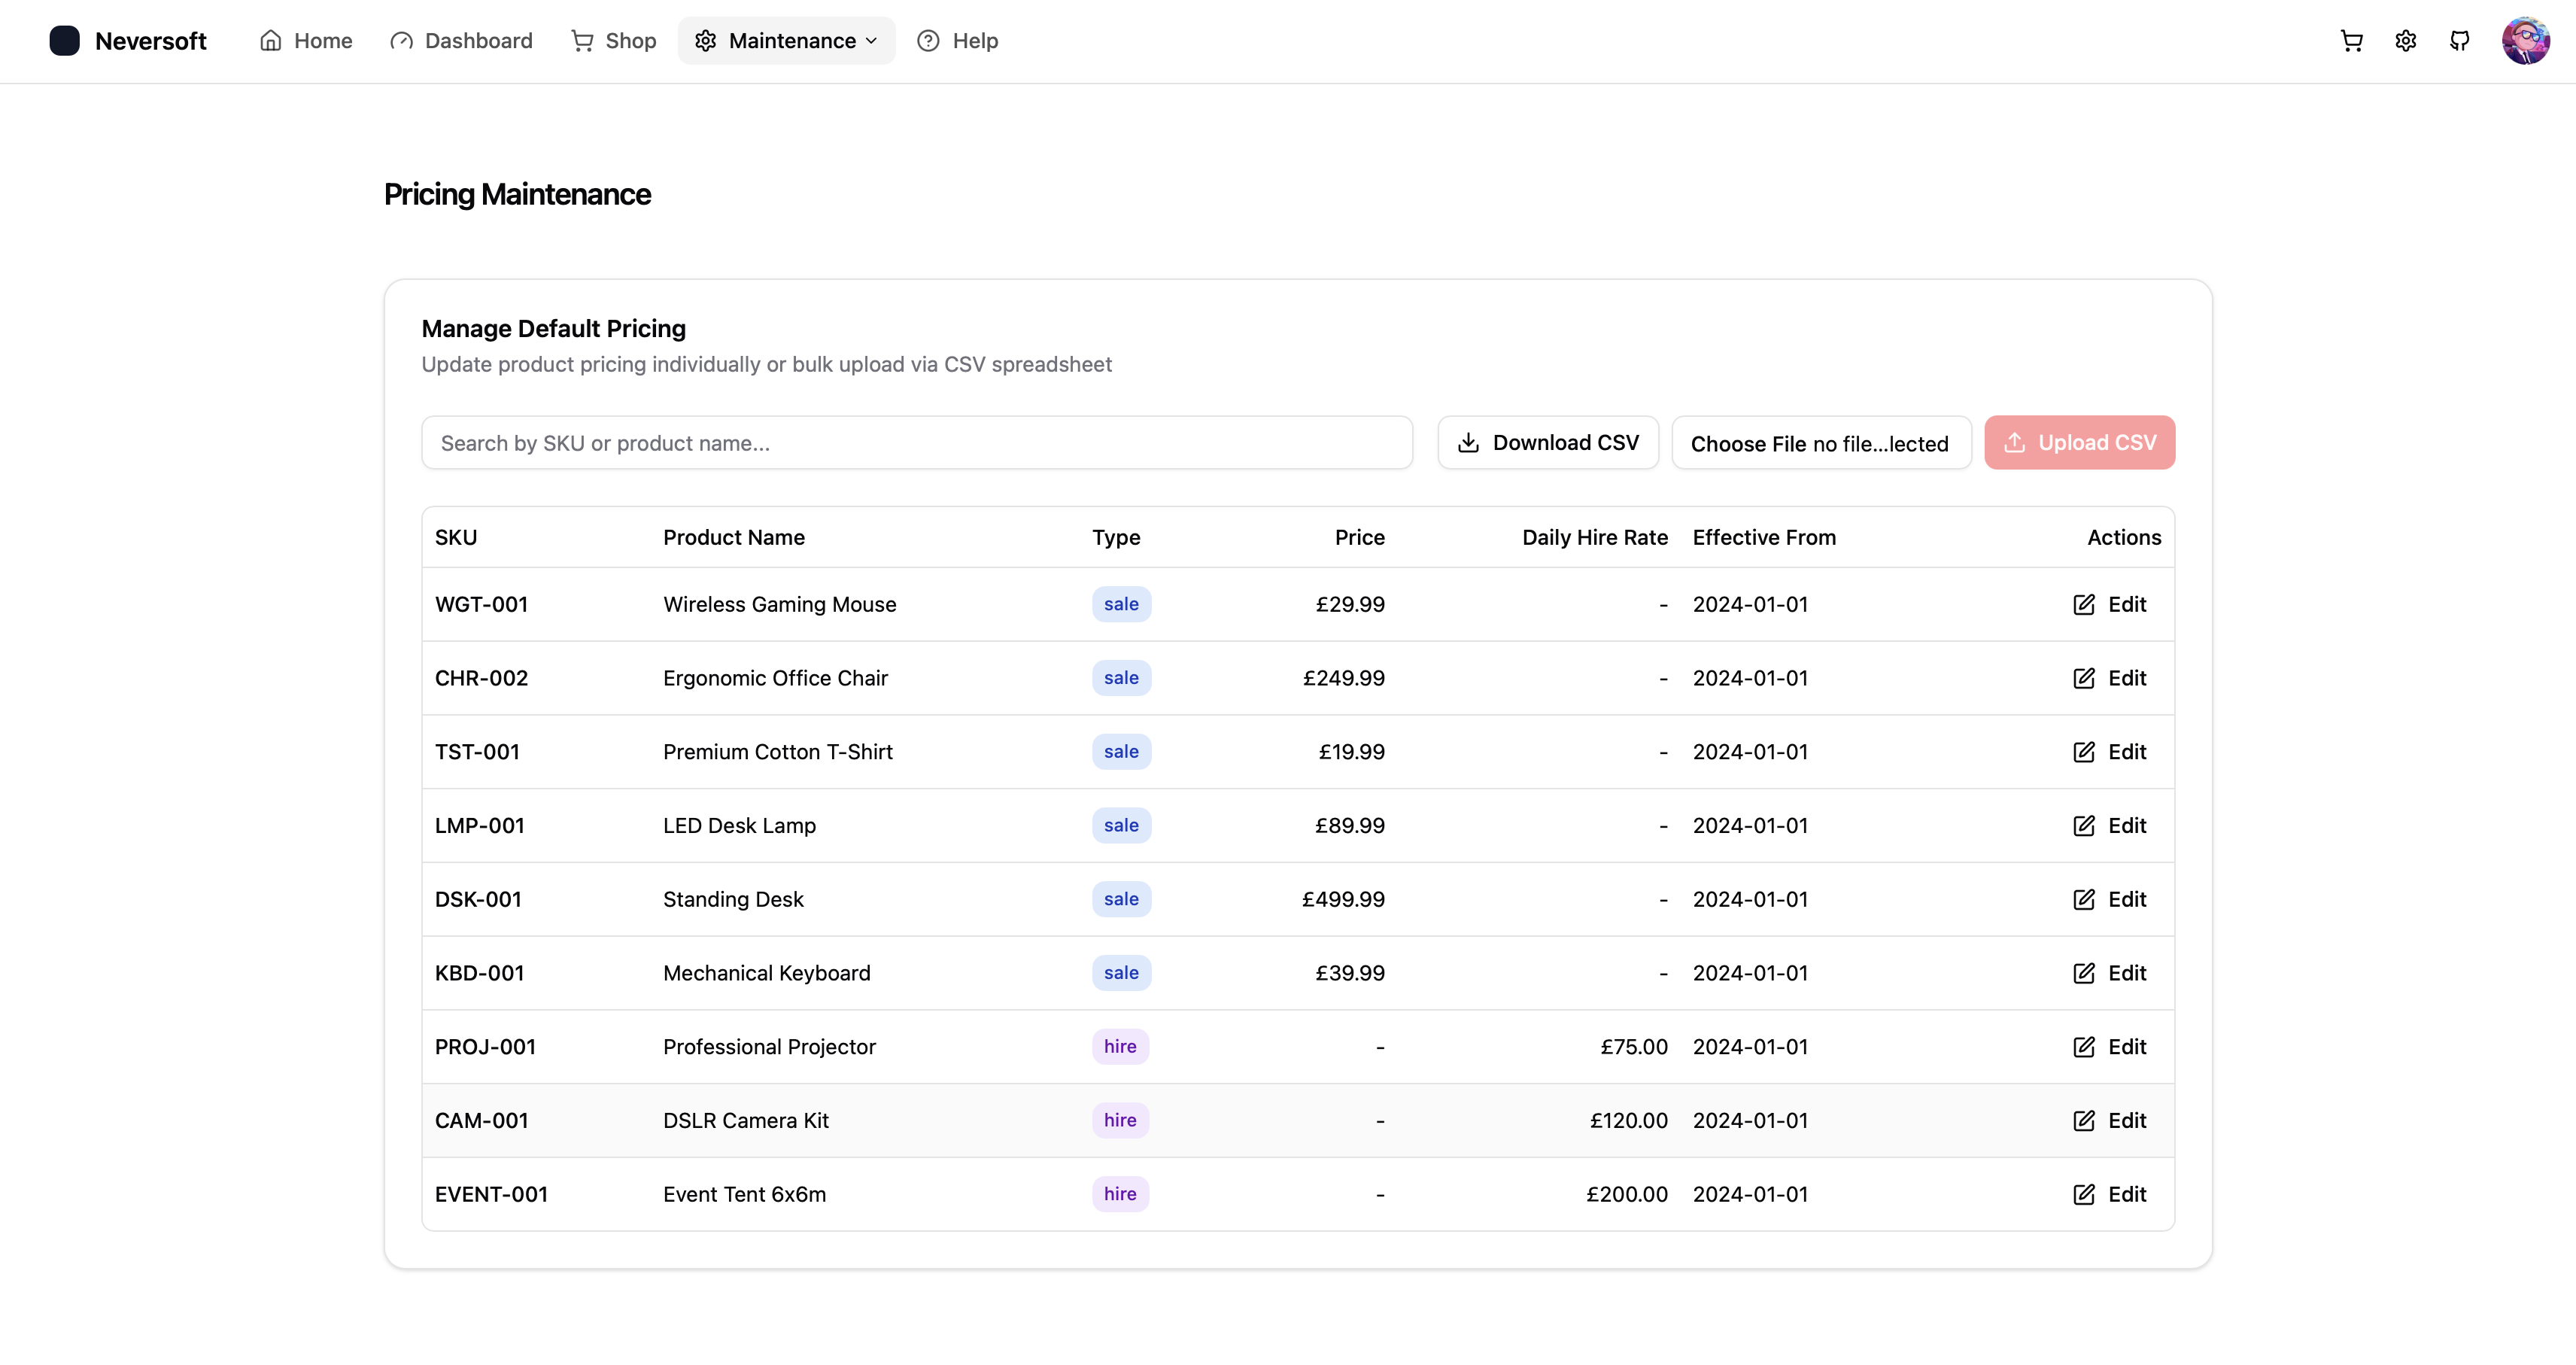 Neversoft Home Dashboard Shop Maintenance Help
Pricing Maintenance
Manage Default Pricing
Update product pricing individually or bulk upload via CSV spreadsheet
Search by SKU or product name... Download CSV Choose File no file...lected Upload CSV
SKU Product Name Type Price Daily Hire Rate Effective From Actions
WGT-001 Wireless Gaming Mouse sale £29.99 - 2024-01-01 Edit
CHR-002 Ergonomic Office Chair sale £249.99 - 2024-01-01 Edit
TST-001 Premium Cotton T-Shirt sale £19.99 - 2024-01-01 Edit
LMP-001 LED Desk Lamp sale £89.99 - 2024-01-01 Edit
DSK-001 Standing Desk sale £499.99 - 2024-01-01 Edit
KBD-001 Mechanical Keyboard sale £39.99 - 2024-01-01 Edit
PROJ-001 Professional Projector hire - £75.00 2024-01-01 Edit
CAM-001 DSLR Camera Kit hire - £120.00 2024-01-01 Edit
EVENT-001 Event Tent 6x6m hire - £200.00 2024-01-01 Edit